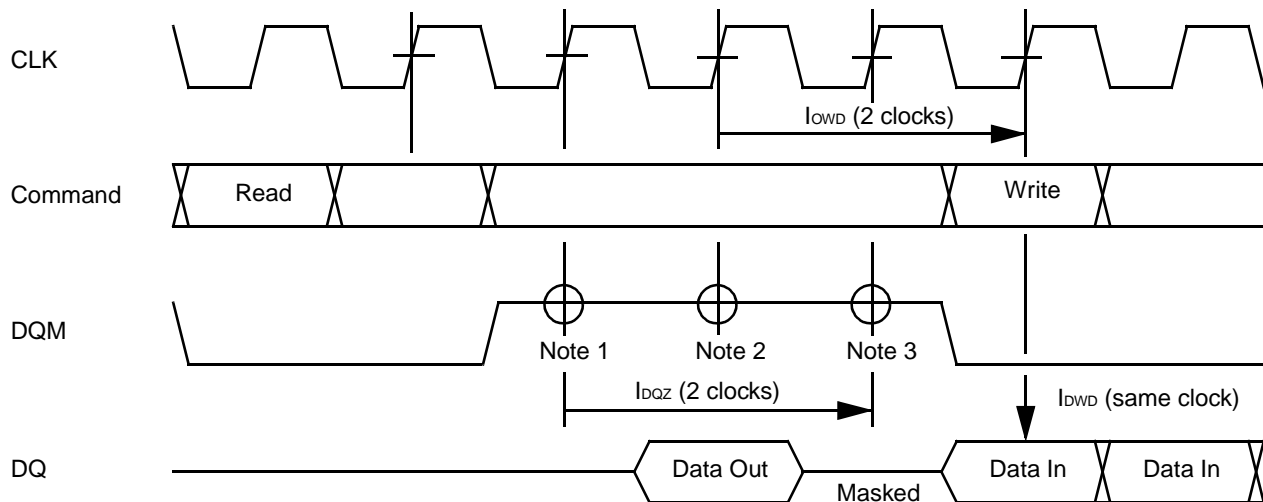 CLK
IOWD (2 clocks)
Command
Read
Write
DQM
Note 1
Note 2
Note 3
IDQZ (2 clocks)
IDWD (same clock)
DQ
Data Out
Masked
Data In
Data In